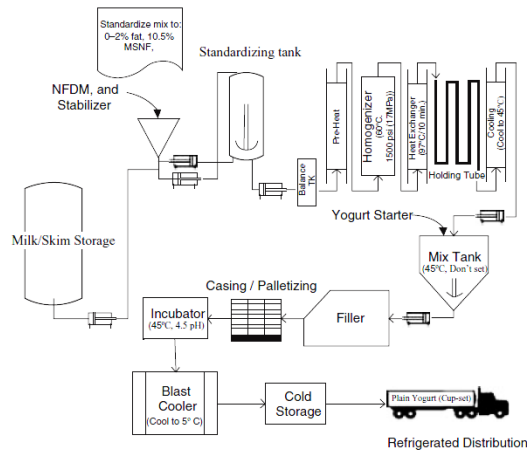 Standardize mix to:
0–2% fat, 10.5%
MSNF,
Standardizing tank
NFDM, and
Stabilizer
Milk/Skim Storage
Balance
TK
Pre-Heat
Homogenizer
(60°C,
1500 psi (17MPa))
Heat Exchanger
(97°C/10 min.)
Holding Tube
Cooling
(Cool to 45°C)
Yogurt Starter
Mix Tank
(45°C, Don't set)
Casing / Palletizing
Incubator
(45°C, 4.5 pH)
Filler
Blast
Cooler
(Cool to 5° C)
Cold
Storage
Plain Yogurt (Cup-set)
Refrigerated Distribution